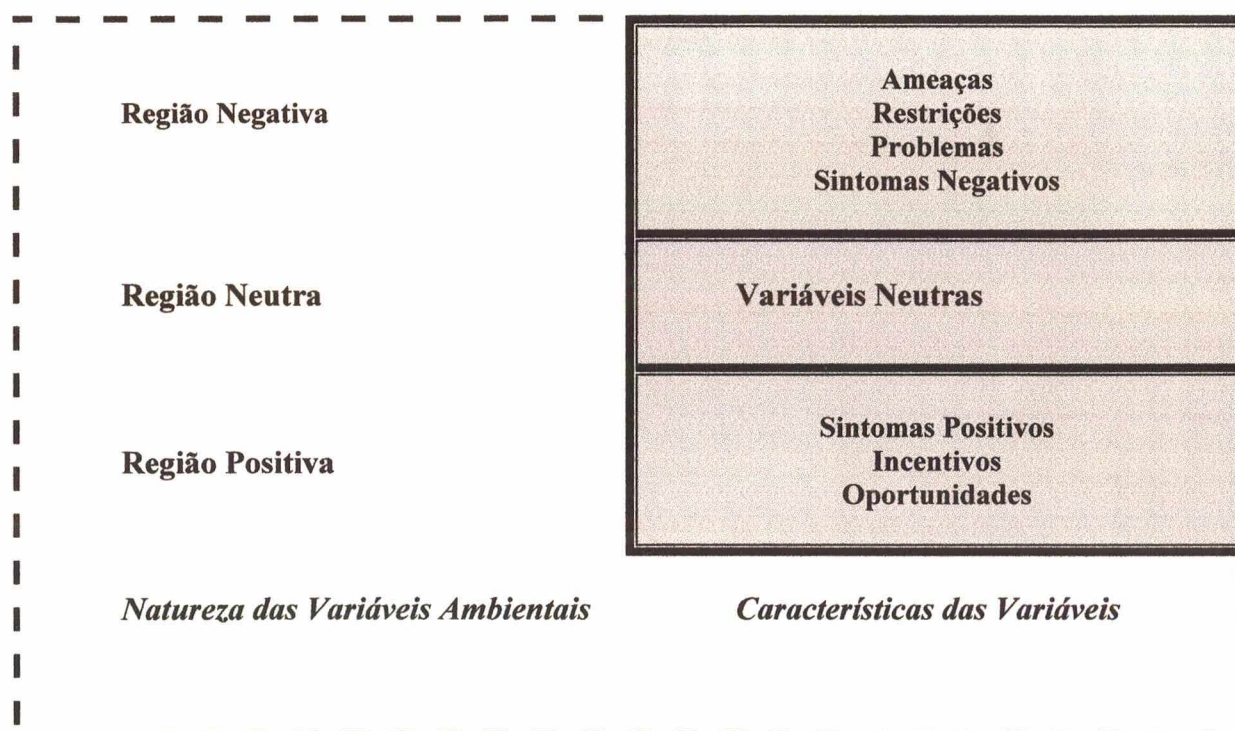 Região Negativa
Ameaças
Restrições
Problemas
Sintomas Negativos
Região Neutra
Variáveis Neutras
Região Positiva
Sintomas Positivos
Incentivos
Oportunidades
Natureza das Variáveis Ambientais
Características das Variáveis